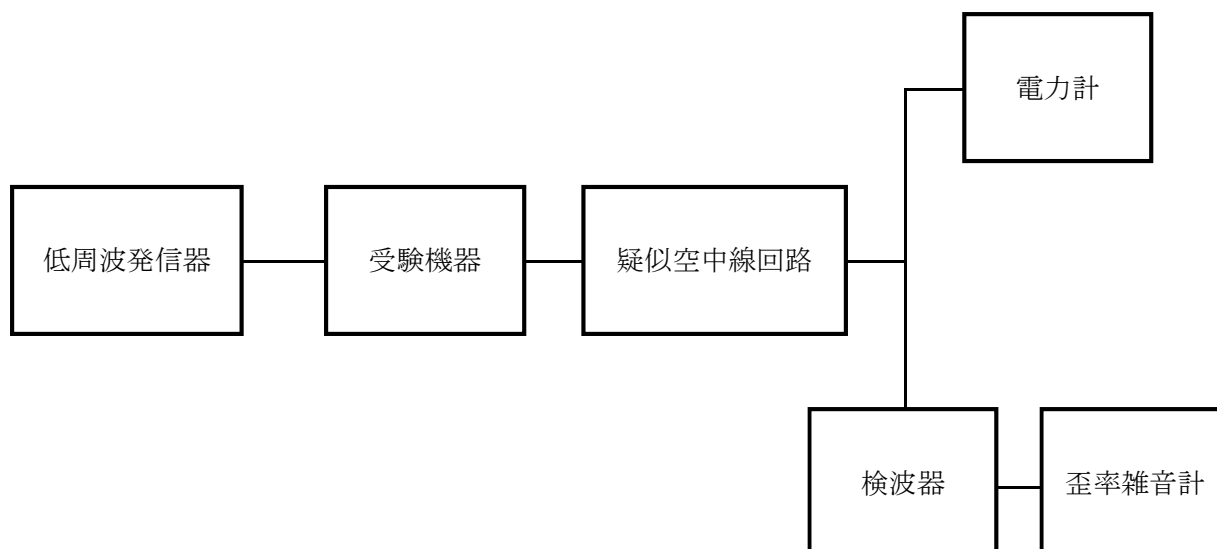 電力計
低周波発信器
受験機器
疑似空中線回路
検波器
歪率雑音計